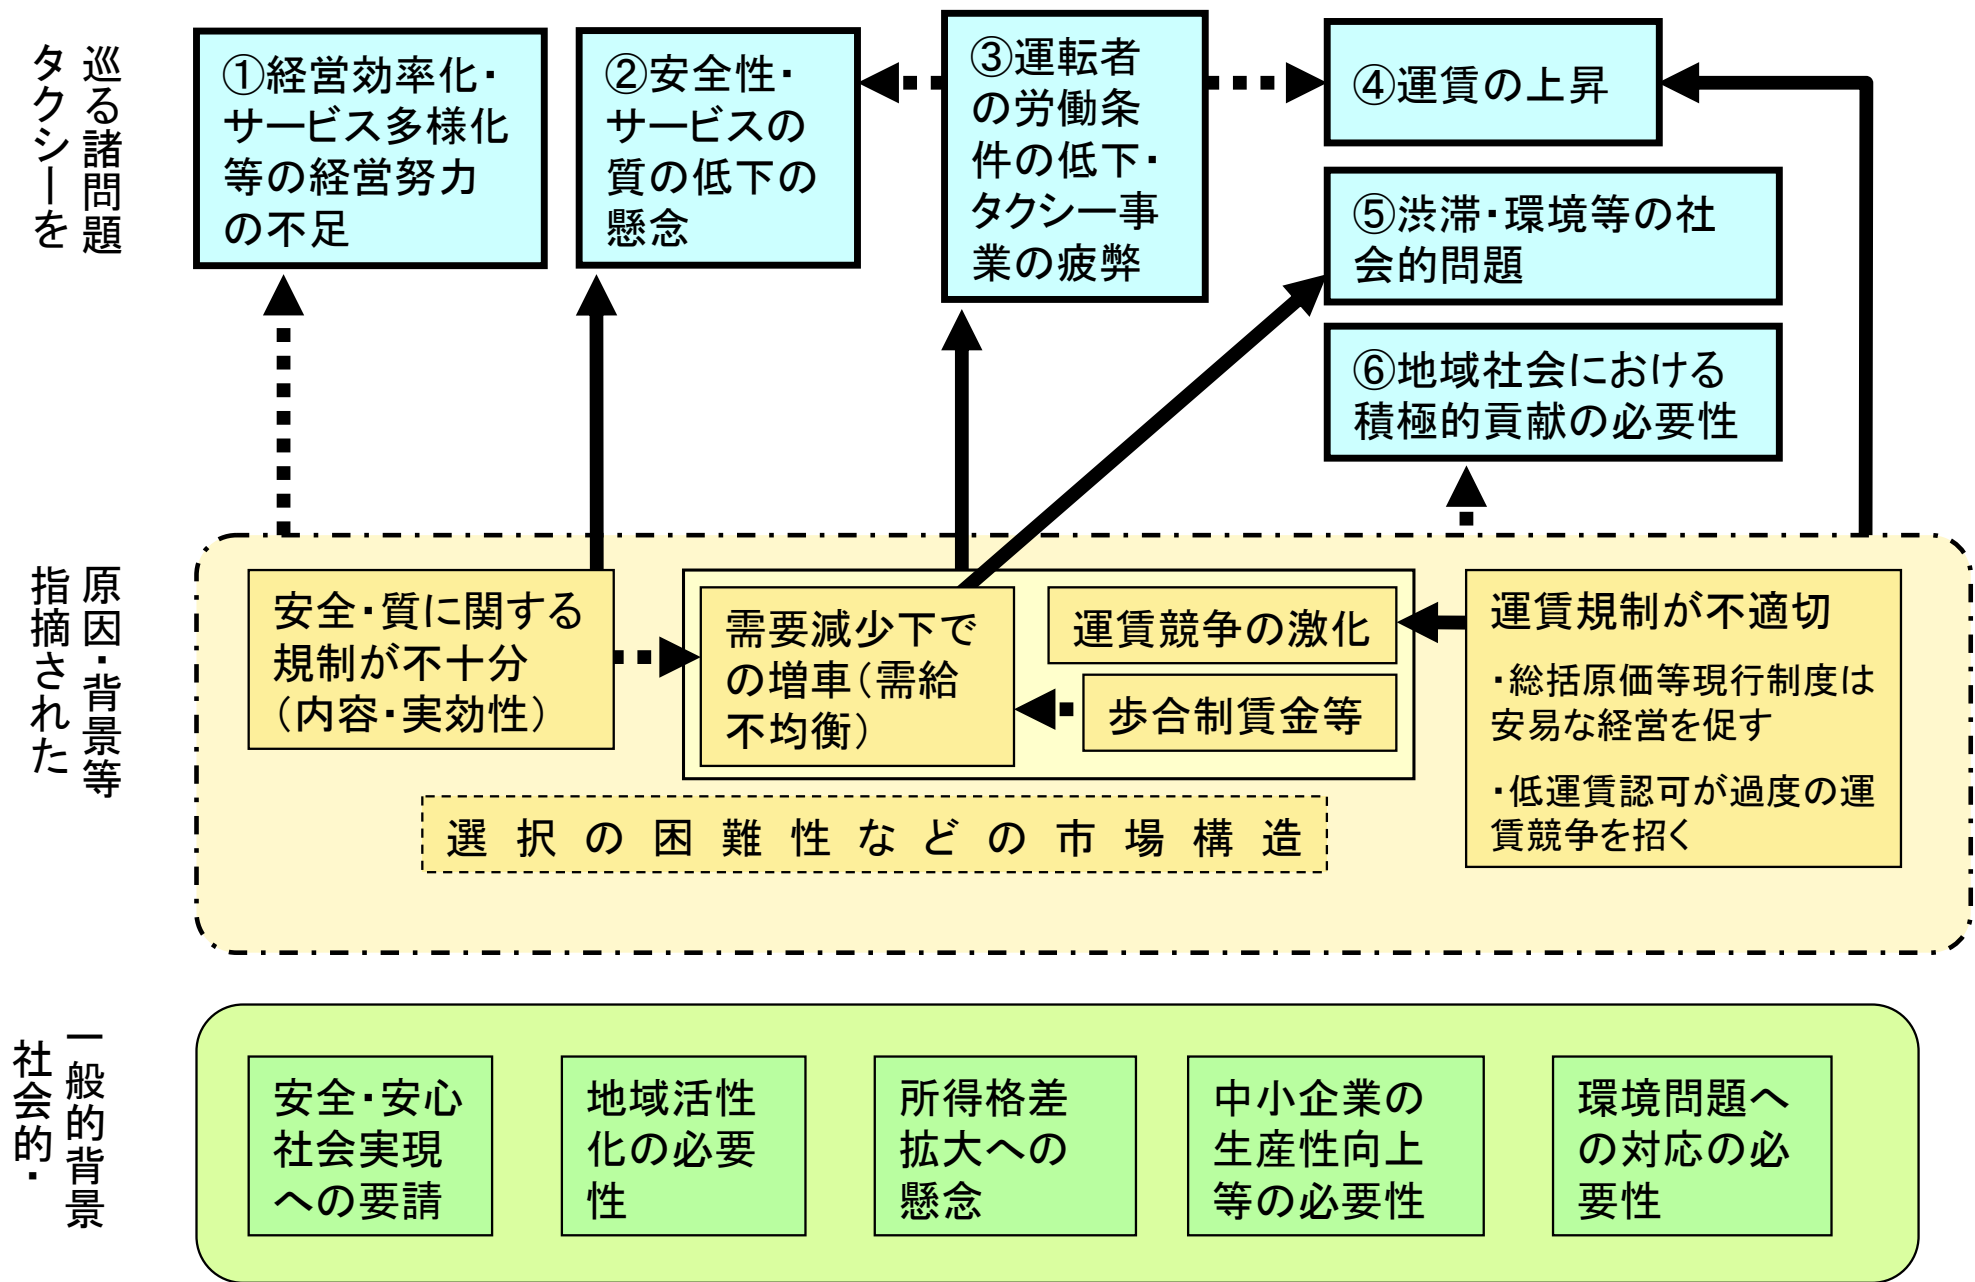 タクシーを
巡る諸問題
①経営効率化・
サービス多様化
等の経営努力
の不足
②安全性・
サービスの
質の低下の
懸念
③運転者
の労働条
件の低下・
タクシー事
業の疲弊
④運賃の上昇
⑤渋滞・環境等の社
会的問題
⑥地域社会における
積極的貢献の必要性
指摘された
原因・背景等
安全・質に関する
規制が不十分
（内容・実効性）
需要減少下で
の増車（需給
不均衡）
運賃競争の激化
歩合制賃金等
運賃規制が不適切
・総括原価等現行制度は
安易な経営を促す
・低運賃認可が過度の運
賃競争を招く
選択の困難性などの市場構造
社会的・
一般的背景
安全・安心
社会実現
への要請
地域活性
化の必要
性
所得格差
拡大への
懸念
中小企業の
生産性向上
等の必要性
環境問題へ
の対応の必
要性